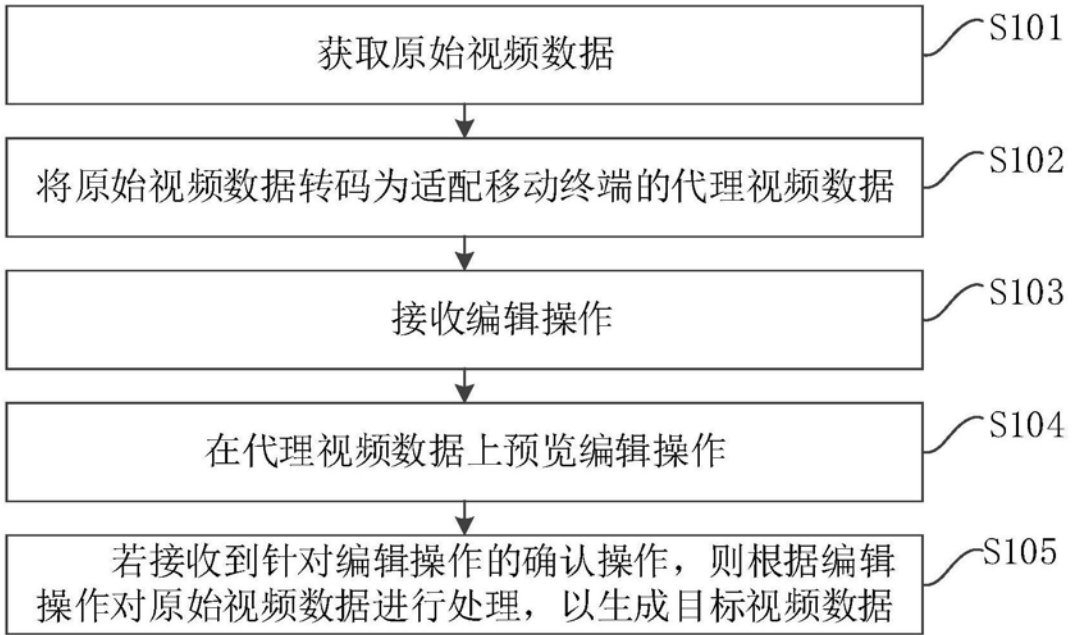 获取原始视频数据
S101
将原始视频数据转码为适配移动终端的代理视频数据
S102
接收编辑操作
S103
在代理视频数据上预览编辑操作
S104
若接收到针对编辑操作的确认操作，则根据编辑
操作对原始视频数据进行处理，以生成目标视频数据
S105